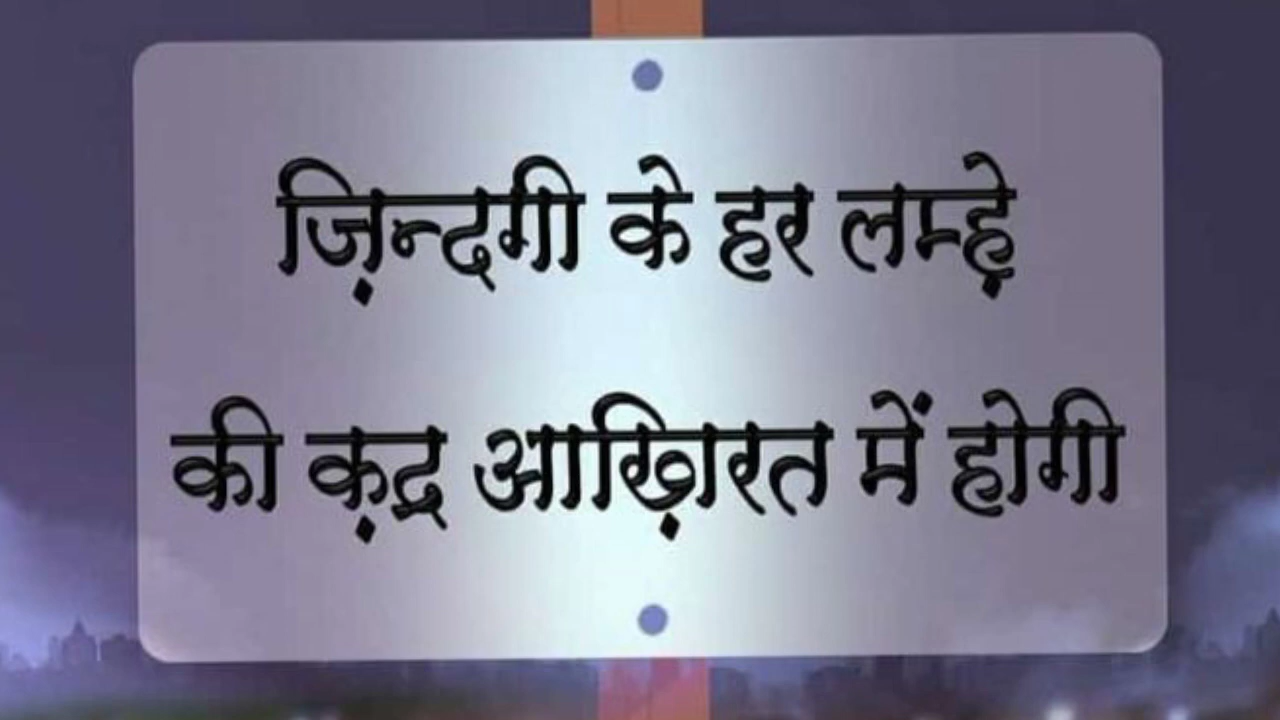 ज़िन्दगी के हर लम्हे़
की क़द्र आख़िरत में होगी